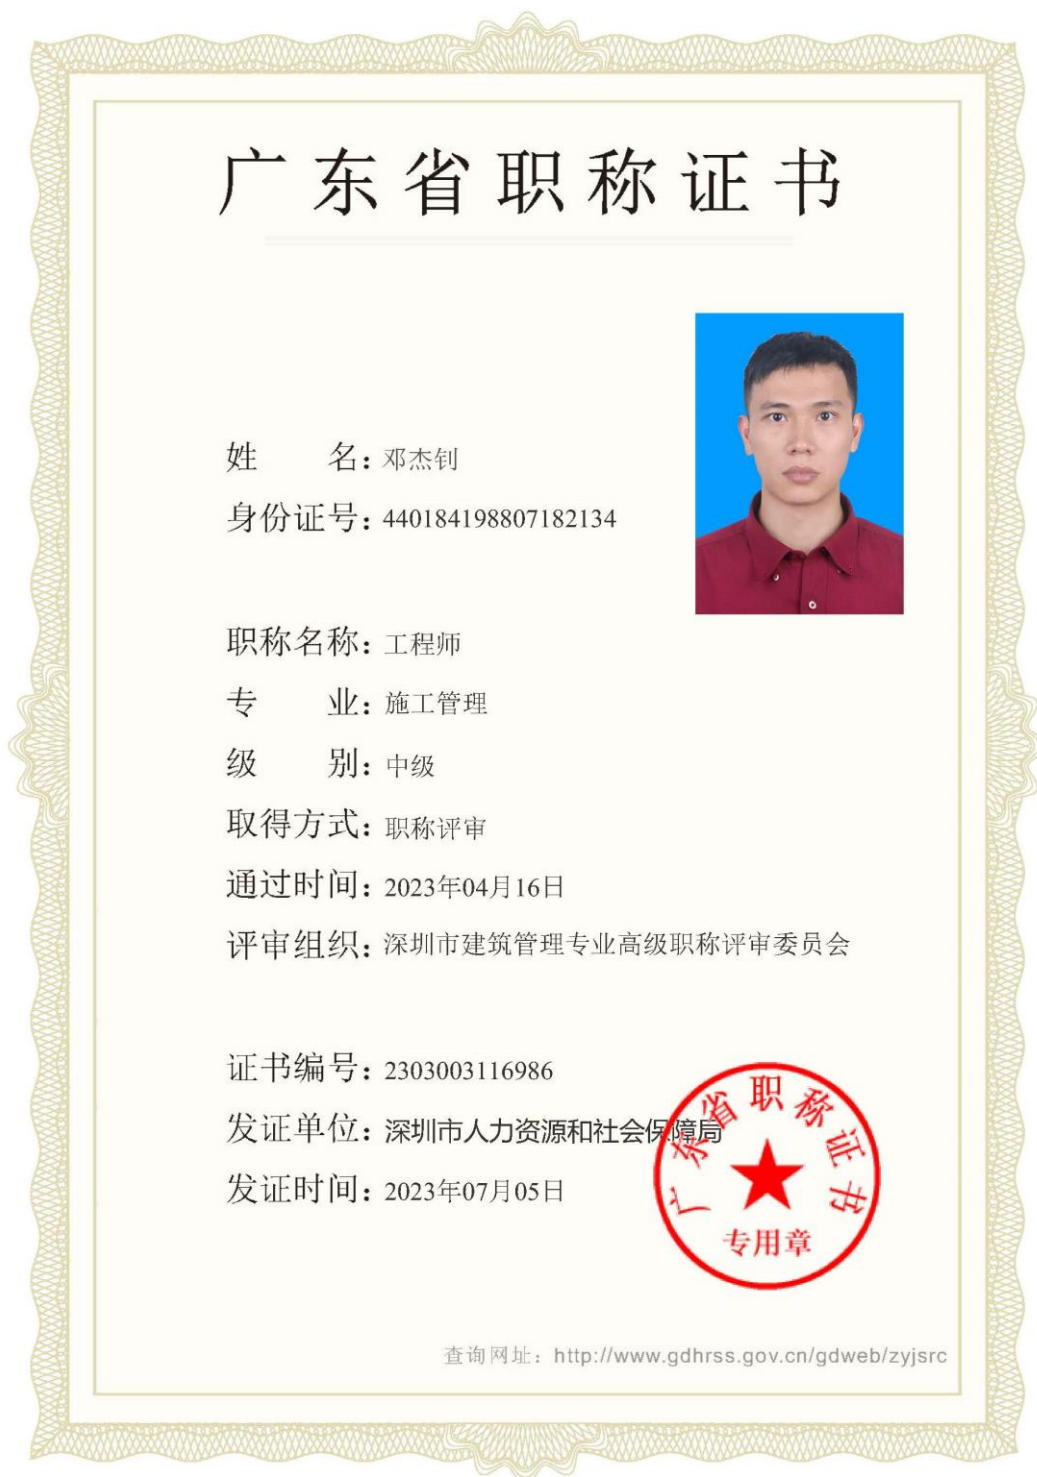 广东省职称证书
姓 名：邓杰钊
身份证号：440184198807182134
职称名称：工程师
专 业：施工管理
级 别：中级
取得方式：职称评审
通过时间：2023年04月16日
评审组织：深圳市建筑管理专业高级职称评审委员会
证书编号：2303003116986
发证单位：深圳市人力资源和社会保障局
发证时间：2023年07月05日
广东省职称证书
专用章
查询网址：http://www.gdhrss.gov.cn/gdweb/zyjsrc